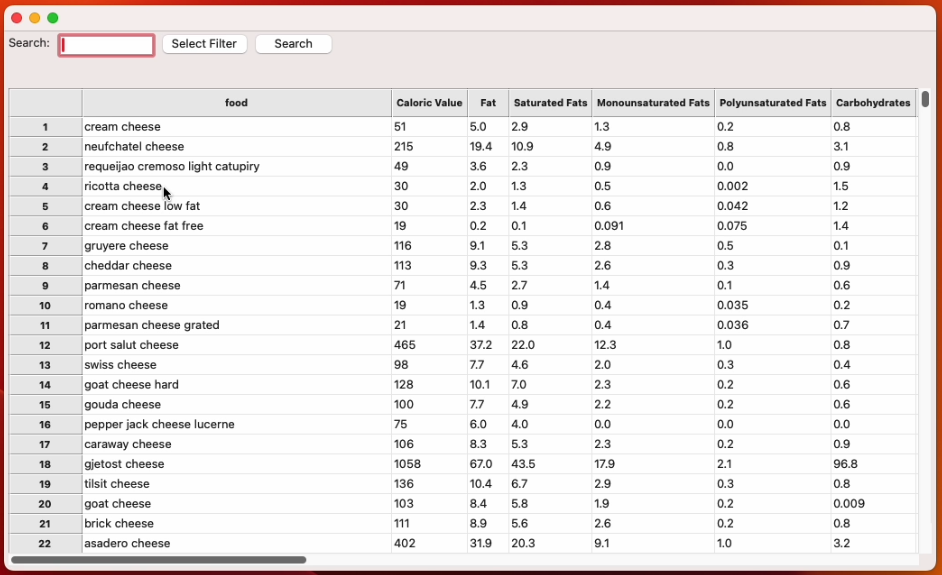 Search: Select Filter Search
food Caloric Value Fat Saturated Fats Monounsaturated Fats Polyunsaturated Fats Carbohydrates
1 cream cheese 51 5.0 2.9 1.3 0.2 0.8
2 neufchatel cheese 215 19.4 10.9 4.9 0.8 3.1
3 requeijao cremoso light catupiry 49 3.6 2.3 0.9 0.0 0.9
4 ricotta cheese 30 2.0 1.3 0.5 0.002 1.5
5 cream cheese low fat 30 2.3 1.4 0.6 0.042 1.2
6 cream cheese fat free 19 0.2 0.1 0.091 0.075 1.4
7 gruyere cheese 116 9.1 5.3 2.8 0.5 0.1
8 cheddar cheese 113 9.3 5.3 2.6 0.3 0.9
9 parmesan cheese 71 4.5 2.7 1.4 0.1 0.6
10 romano cheese 19 1.3 0.9 0.4 0.035 0.2
11 parmesan cheese grated 21 1.4 0.8 0.4 0.036 0.7
12 port salut cheese 465 37.2 22.0 12.3 1.0 0.8
13 swiss cheese 98 7.7 4.6 2.0 0.3 0.4
14 goat cheese hard 128 10.1 7.0 2.3 0.2 0.6
15 gouda cheese 100 7.7 4.9 2.2 0.2 0.6
16 pepper jack cheese lucerne 75 6.0 4.0 0.0 0.0 0.0
17 caraway cheese 106 8.3 5.3 2.3 0.2 0.9
18 gjetost cheese 1058 67.0 43.5 17.9 2.1 96.8
19 tilsit cheese 136 10.4 6.7 2.9 0.3 0.8
20 goat cheese 103 8.4 5.8 1.9 0.2 0.009
21 brick cheese 111 8.9 5.6 2.6 0.2 0.8
22 asadero cheese 402 31.9 20.3 9.1 1.0 3.2